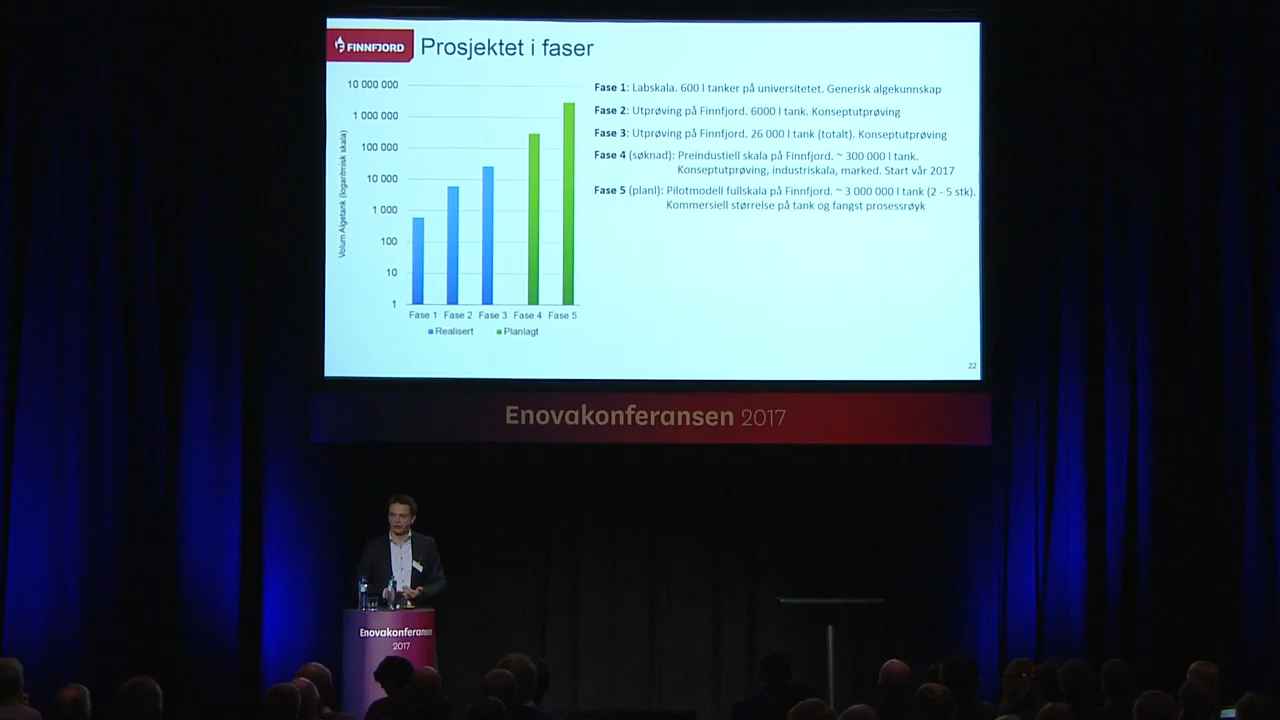 FINNFJORD
Prosjektet i faser
10 000 000
1 000 000
100 000
10 000
1 000
100
10
1
Volum Algetank (logaritmisk skala)
Fase 1 Fase 2 Fase 3 Fase 4 Fase 5
Realisert Planlagt
Fase 1: Labskala. 600 l tanker på universitetet. Generisk algekunnskap
Fase 2: Utprøving på Finnfjord. 6000 l tank. Konseptutprøving
Fase 3: Utprøving på Finnfjord. 26 000 l tank (totalt). Konseptutprøving
Fase 4 (søknad): Preindustiell skala på Finnfjord. ~ 300 000 l tank.
Konseptutprøving, industriskala, marked. Start vår 2017
Fase 5 (planl): Pilotmodell fullskala på Finnfjord. ~ 3 000 000 l tank (2 - 5 stk).
Kommersiell størrelse på tank og fangst prosessrøyk
22
Enovakonferansen 2017
Enovakonferansen
2017